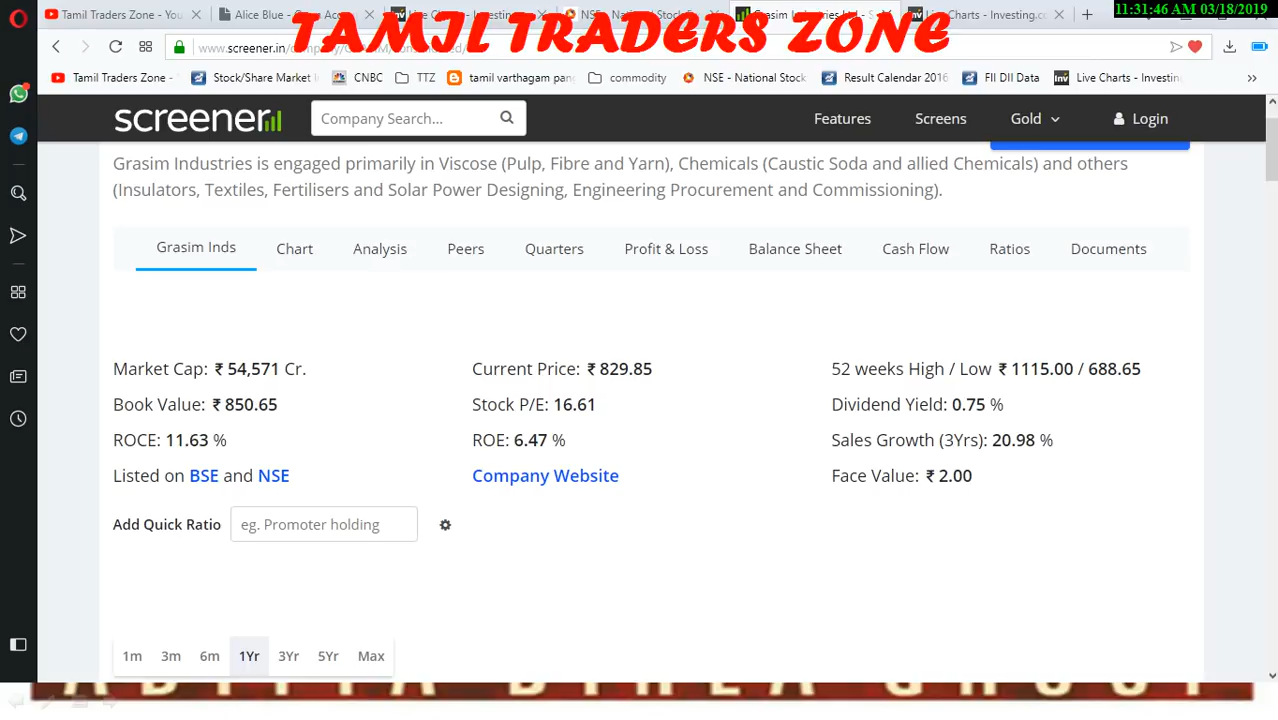 11:31:46 AM 03/18/2019
Tamil Traders Zone - You
Alice Blue -
Live Charts - Investing.c
TAMIL TRADERS ZONE
www.screener.in/
Tamil Traders Zone -
Stock/Share Market
CNBC
TTZ
tamil varthagam pan
commodity
NSE - National Stock
Result Calendar 2016
FII DII Data
Live Charts - Investin
screener
Company Search...
Features
Screens
Gold
Login
Grasim Industries is engaged primarily in Viscose (Pulp, Fibre and Yarn), Chemicals (Caustic Soda and allied Chemicals) and others
(Insulators, Textiles, Fertilisers and Solar Power Designing, Engineering Procurement and Commissioning).
Grasim Inds Chart Analysis Peers Quarters Profit & Loss Balance Sheet Cash Flow Ratios Documents
Market Cap: ₹ 54,571 Cr.
Current Price: ₹ 829.85
52 weeks High / Low ₹ 1115.00 / 688.65
Book Value: ₹ 850.65
Stock P/E: 16.61
Dividend Yield: 0.75 %
ROCE: 11.63 %
ROE: 6.47 %
Sales Growth (3Yrs): 20.98 %
Listed on BSE and NSE
Company Website
Face Value: ₹ 2.00
Add Quick Ratio
eg. Promoter holding
1m 3m 6m 1Yr 3Yr 5Yr Max